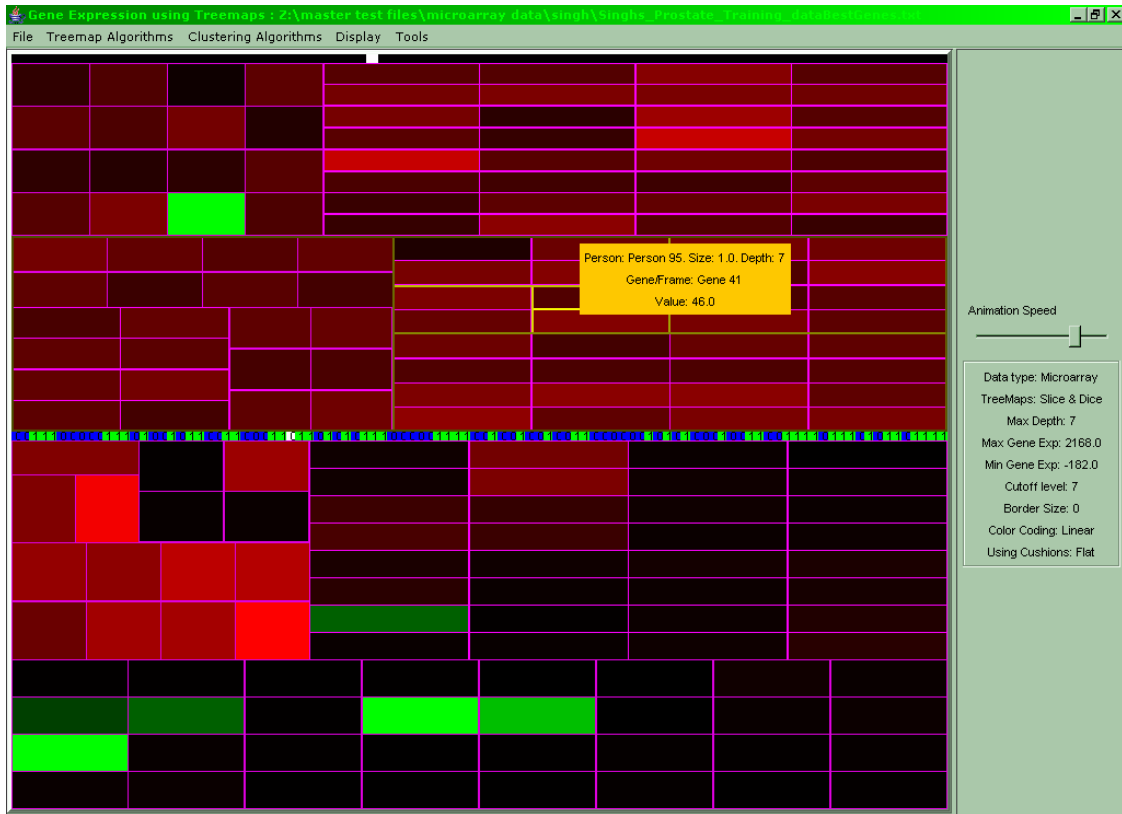 Gene Expression using Treemaps : Z:\master test files\microarray data\singh\Singhs_Prostate_Training_dataBestGenes.txt
File Treemap Algorithms Clustering Algorithms Display Tools
Person: Person 95. Size: 1.0. Depth: 7
Gene/Frame: Gene 41
Value: 46.0
Animation Speed
Data type: Microarray
TreeMaps: Slice & Dice
Max Depth: 7
Max Gene Exp: 2168.0
Min Gene Exp: -182.0
Cutoff level: 7
Border Size: 0
Color Coding: Linear
Using Cushions: Flat